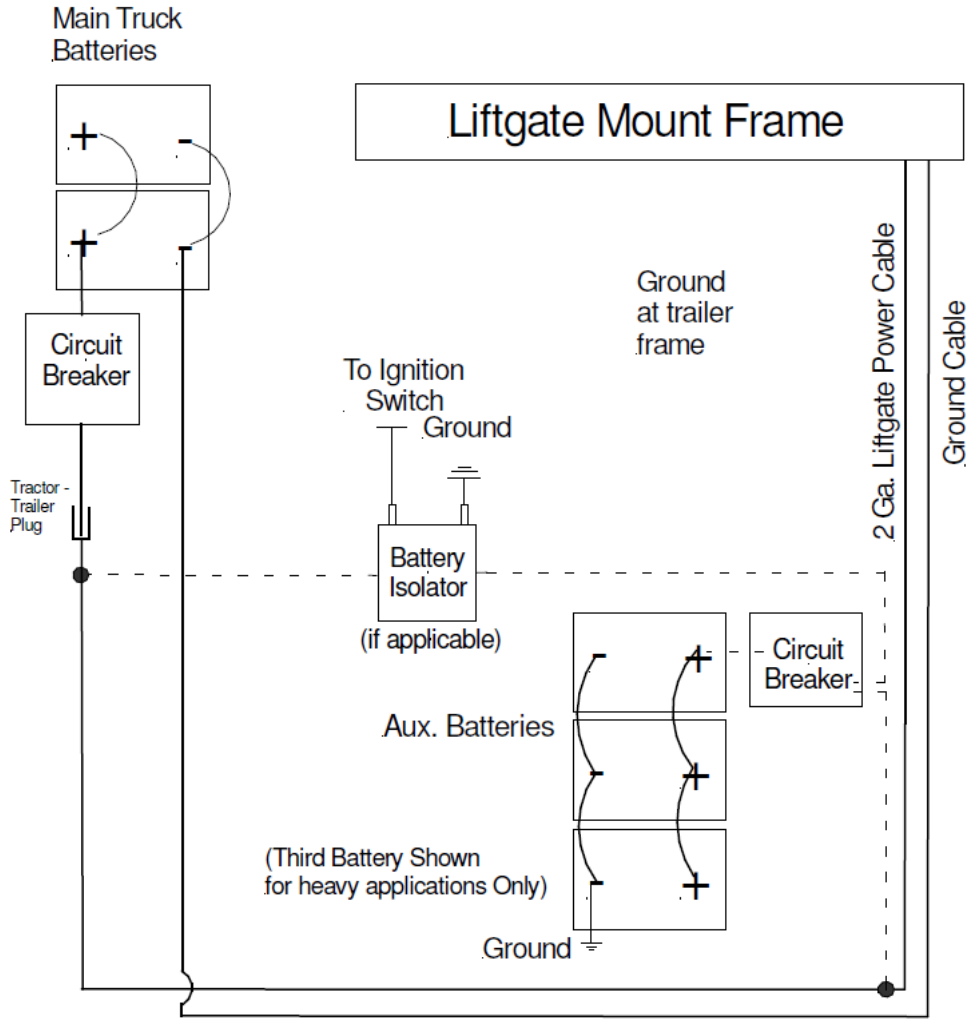 Main Truck
Batteries
Liftgate Mount Frame
+
-
+
-
Ground
at trailer
frame
2 Ga. Liftgate Power Cable
Ground Cable
Circuit
Breaker
To Ignition
Switch
Ground
Tractor -
Trailer
Plug
Battery
Isolator
(if applicable)
-
+
Circuit
Breaker
Aux. Batteries
-
+
(Third Battery Shown
for heavy applications Only)
-
+
Ground